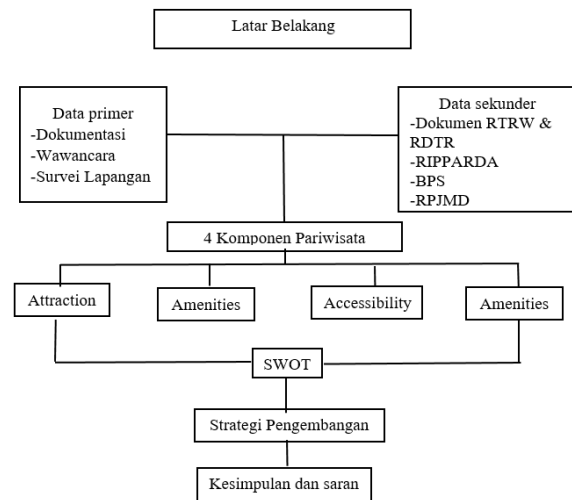 Latar Belakang
Data primer
-Dokumentasi
-Wawancara
-Survei Lapangan
Data sekunder
-Dokumen RTRW &
RDTR
-RIPPARDA
-BPS
-RPJMD
4 Komponen Pariwisata
Attraction
Amenities
Accessibility
Amenities
SWOT
Strategi Pengembangan
Kesimpulan dan saran